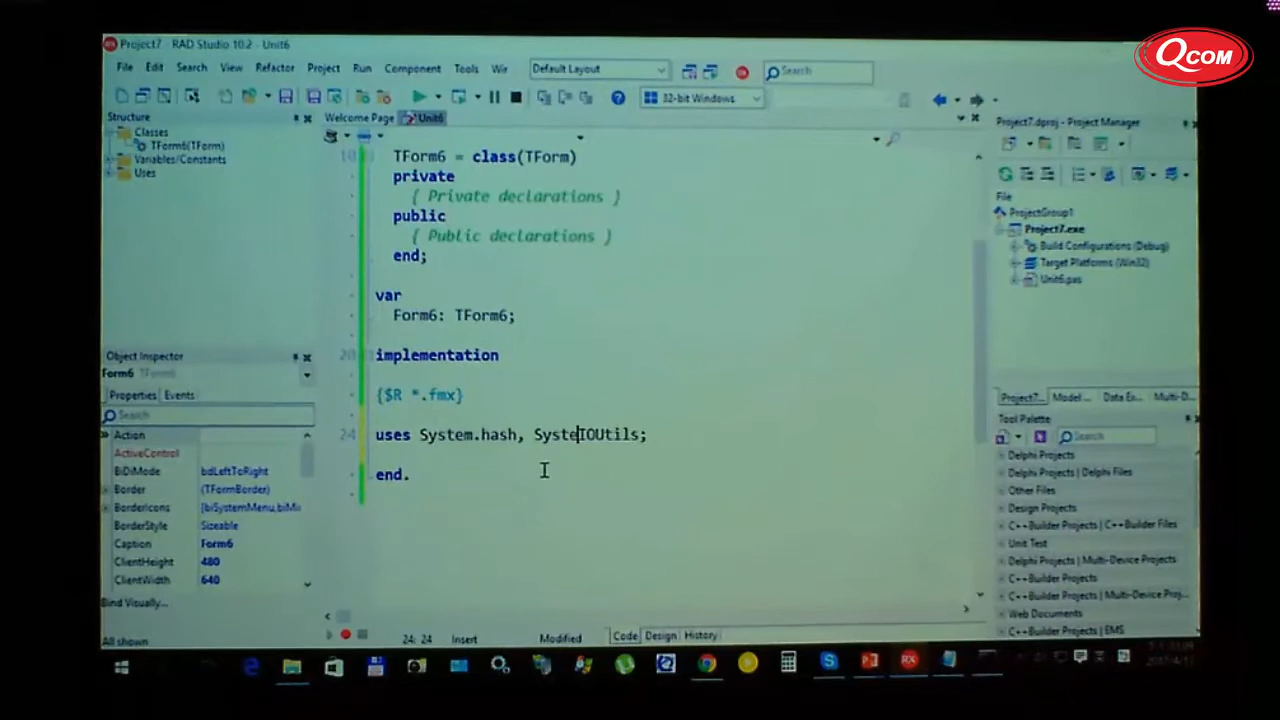 QCOM
Project7 - RAD Studio 10.2 - Unit6
File Edit Search View Refactor Project Run Component Tools Wir
Default Layout
Search
32-bit Windows
Structure
Classes
TForm6(TForm)
Variables/Constants
Uses
Welcome Page
Unit6
10
TForm6 = class(TForm)
private
{ Private declarations }
public
{ Public declarations }
end;
var
Form6: TForm6;
20
implementation
{$R *.fmx}
24
uses System.hash, SysteIOUtils;
end.
Object Inspector
Form6 TForm6
Properties Events
Search
Action
ActiveControl
BiDiMode bdLeftToRight
Border (TFormBorder)
BorderIcons [biSystemMenu,biMi
BorderStyle Sizeable
Caption Form6
ClientHeight 480
ClientWidth 640
Bind Visually...
All shown
24: 24 Insert Modified
Code Design History
Project7.dproj - Project Manager
File
ProjectGroup1
Project7.exe
Build Configurations (Debug)
Target Platforms (Win32)
Unit6.pas
Project7... Model ... Data Ex... Multi-D...
Tool Palette
Search
Delphi Projects
Delphi Projects | Delphi Files
Other Files
Design Projects
C++Builder Projects | C++Builder Files
Unit Test
Delphi Projects | Multi-Device Projects
C++Builder Projects
C++Builder Projects | Multi-Device Proj...
Web Documents
C++Builder Projects | EMS